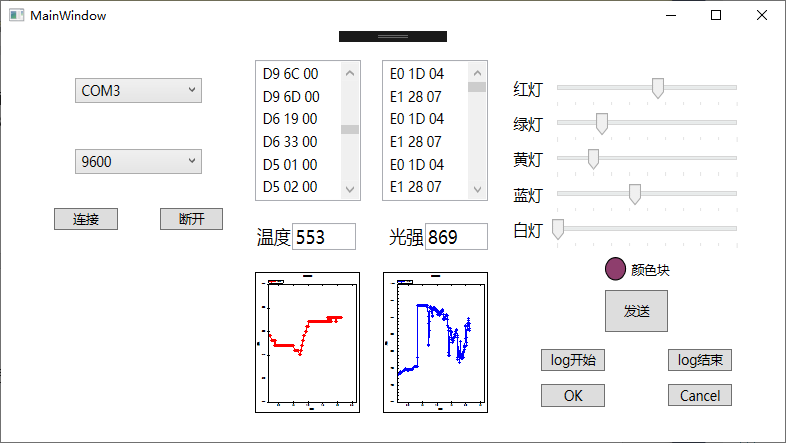 MainWindow
COM3
9600
连接
断开
D9 6C 00
D9 6D 00
D6 19 00
D6 33 00
D5 01 00
D5 02 00
E0 1D 04
E1 28 07
E0 1D 04
E1 28 07
E0 1D 04
E1 28 07
温度 553
光强 869
红灯
绿灯
黄灯
蓝灯
白灯
颜色块
发送
log开始
log结束
OK
Cancel